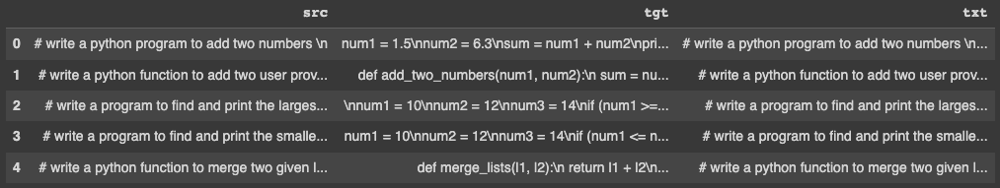 src tgt txt
0 # write a python program to add two numbers \n num1 = 1.5\nnum2 = 6.3\nsum = num1 + num2\npri... # write a python program to add two numbers \n...
1 # write a python function to add two user prov... def add_two_numbers(num1, num2):\n sum = nu... # write a python function to add two user prov...
2 # write a program to find and print the larges... \nnum1 = 10\nnum2 = 12\nnum3 = 14\nif (num1 >=... # write a program to find and print the larges...
3 # write a program to find and print the smalle... num1 = 10\nnum2 = 12\nnum3 = 14\nif (num1 <= n... # write a program to find and print the smalle...
4 # write a python function to merge two given l... def merge_lists(l1, l2):\n return l1 + l2\n... # write a python function to merge two given l...